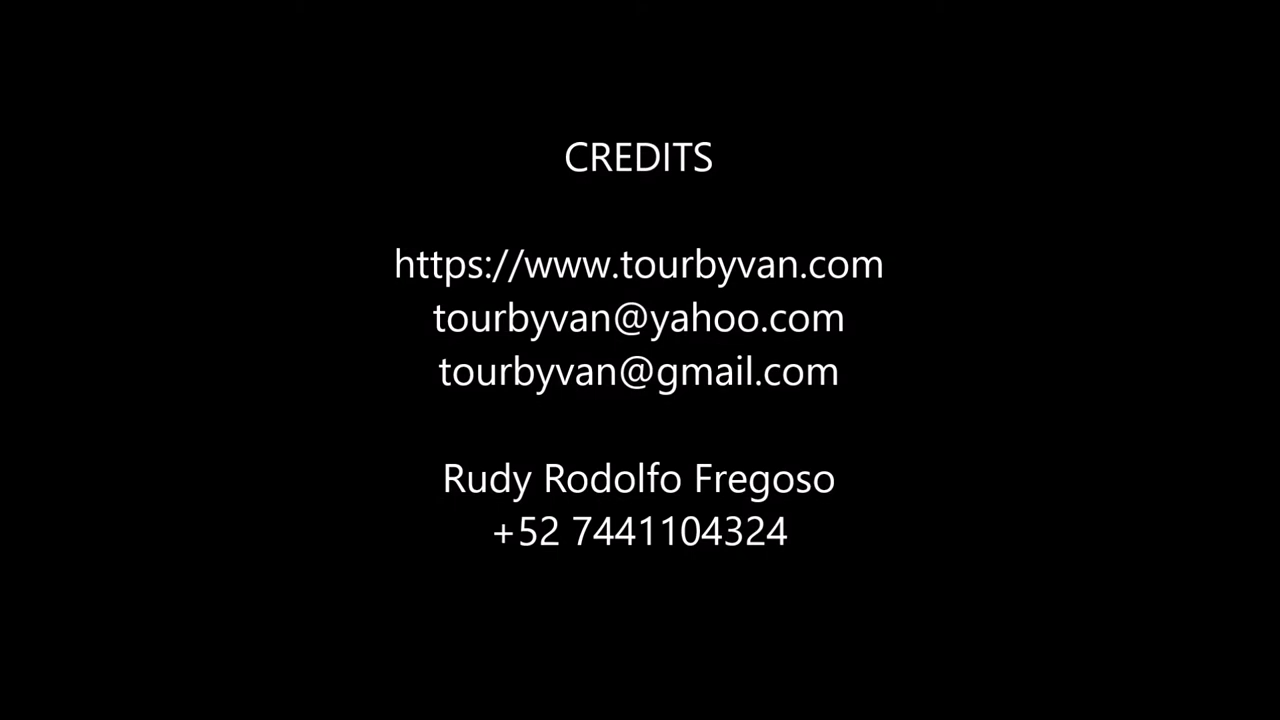 CREDITS
https://www.tourbyvan.com
tourbyvan@yahoo.com
tourbyvan@gmail.com
Rudy Rodolfo Fregoso
+52 7441104324